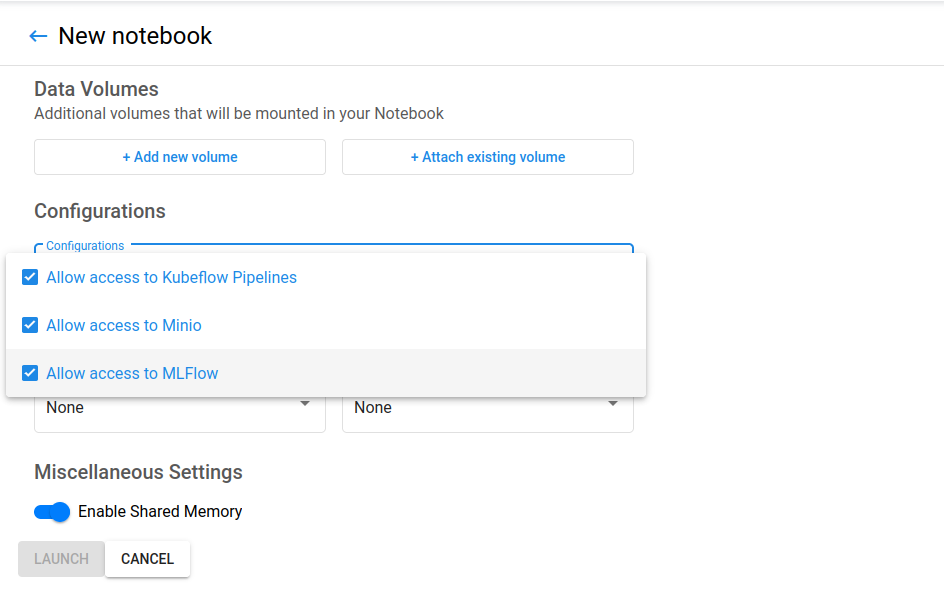 New notebook
Data Volumes
Additional volumes that will be mounted in your Notebook
+ Add new volume
+ Attach existing volume
Configurations
Configurations
Allow access to Kubeflow Pipelines
Allow access to Minio
Allow access to MLFlow
None
None
Miscellaneous Settings
Enable Shared Memory
LAUNCH
CANCEL